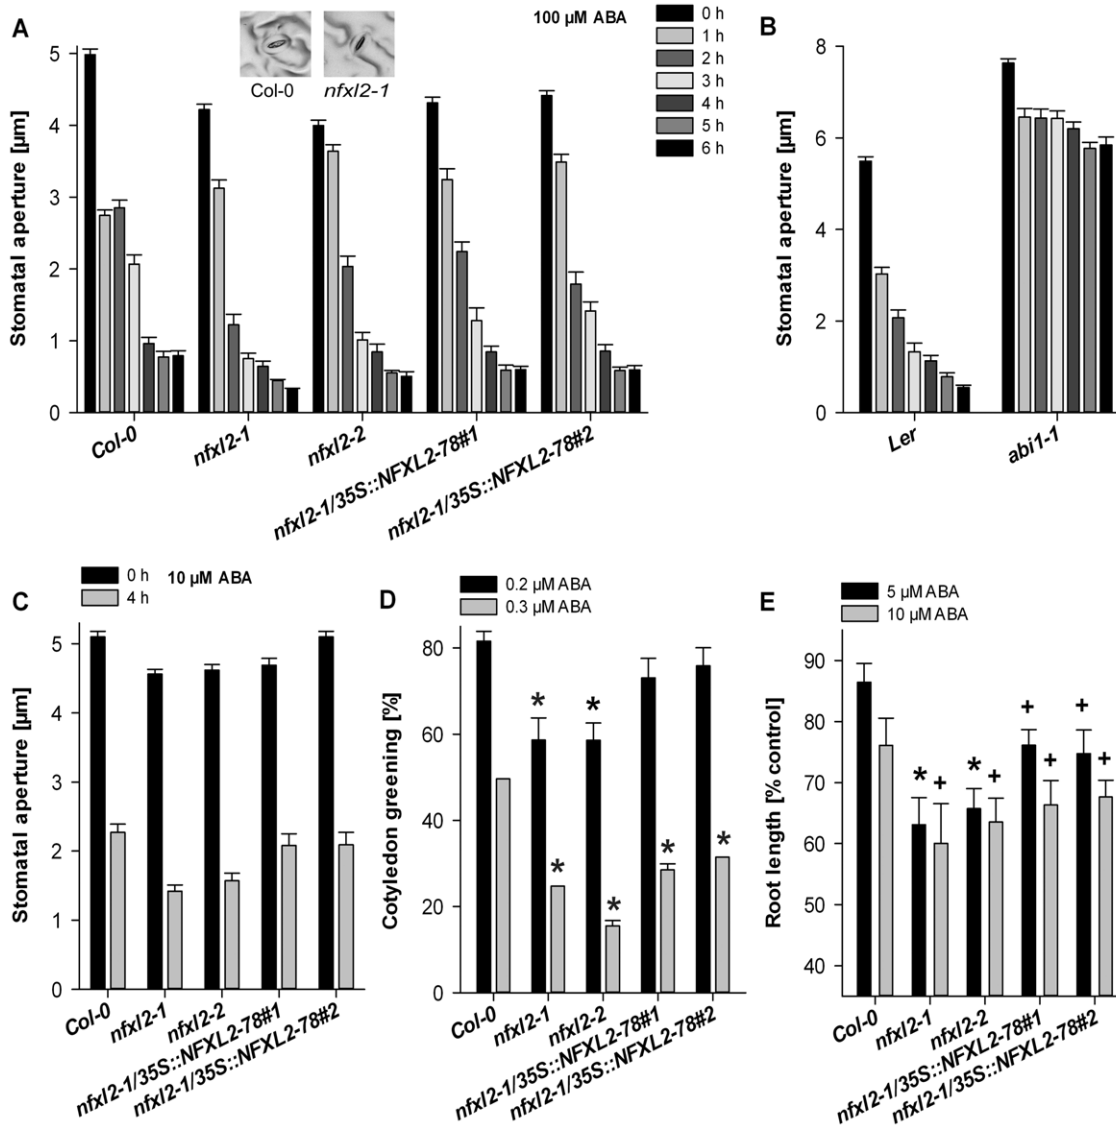 A
100 µM ABA
0 h
1 h
2 h
3 h
4 h
5 h
6 h
Col-0
nfxl2-1
Stomatal aperture [µm]
5
4
3
2
1
0
Col-0
nfxl2-1
nfxl2-2
nfxl2-1/35S::NFXL2-78#1
nfxl2-1/35S::NFXL2-78#2
B
Stomatal aperture [µm]
8
6
4
2
0
Ler
abi1-1
C
0 h
4 h
10 µM ABA
Stomatal aperture [µm]
5
4
3
2
1
0
Col-0
nfxl2-1
nfxl2-2
nfxl2-1/35S::NFXL2-78#1
nfxl2-1/35S::NFXL2-78#2
D
0.2 µM ABA
0.3 µM ABA
Cotyledon greening [%]
80
60
40
20
0
* *
* * * *
Col-0
nfxl2-1
nfxl2-2
nfxl2-1/35S::NFXL2-78#1
nfxl2-1/35S::NFXL2-78#2
E
5 µM ABA
10 µM ABA
Root length [% control]
90
80
70
60
50
40
* + * + + + + +
Col-0
nfxl2-1
nfxl2-2
nfxl2-1/35S::NFXL2-78#1
nfxl2-1/35S::NFXL2-78#2